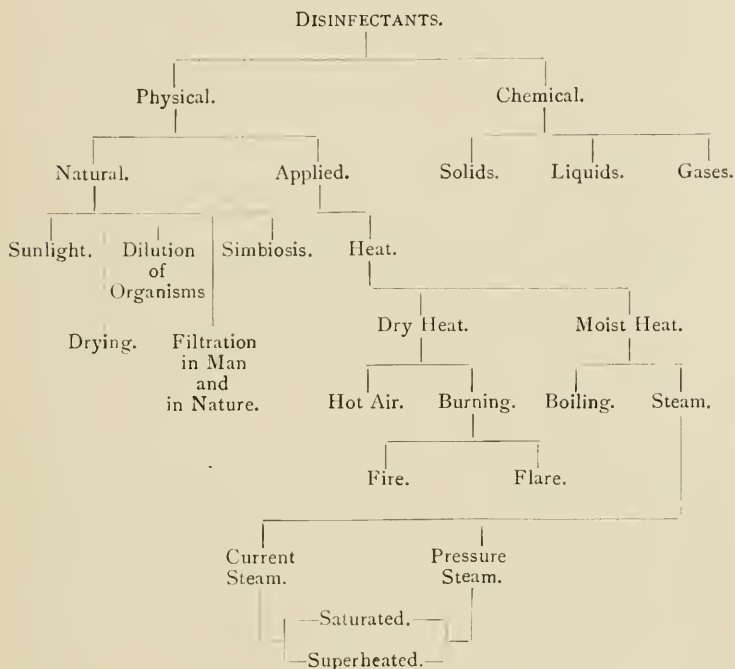 DISINFECTANTS.
Physical. Chemical.
Natural. Applied. Solids. Liquids. Gases.
Sunlight. Dilution Simbiosis. Heat.
of
Organisms
Dry Heat. Moist Heat.
Drying. Filtration
in Man
and
in Nature.
Hot Air. Burning. Boiling. Steam.
Fire. Flare.
Current Pressure
Steam. Steam.
Saturated.
Superheated.